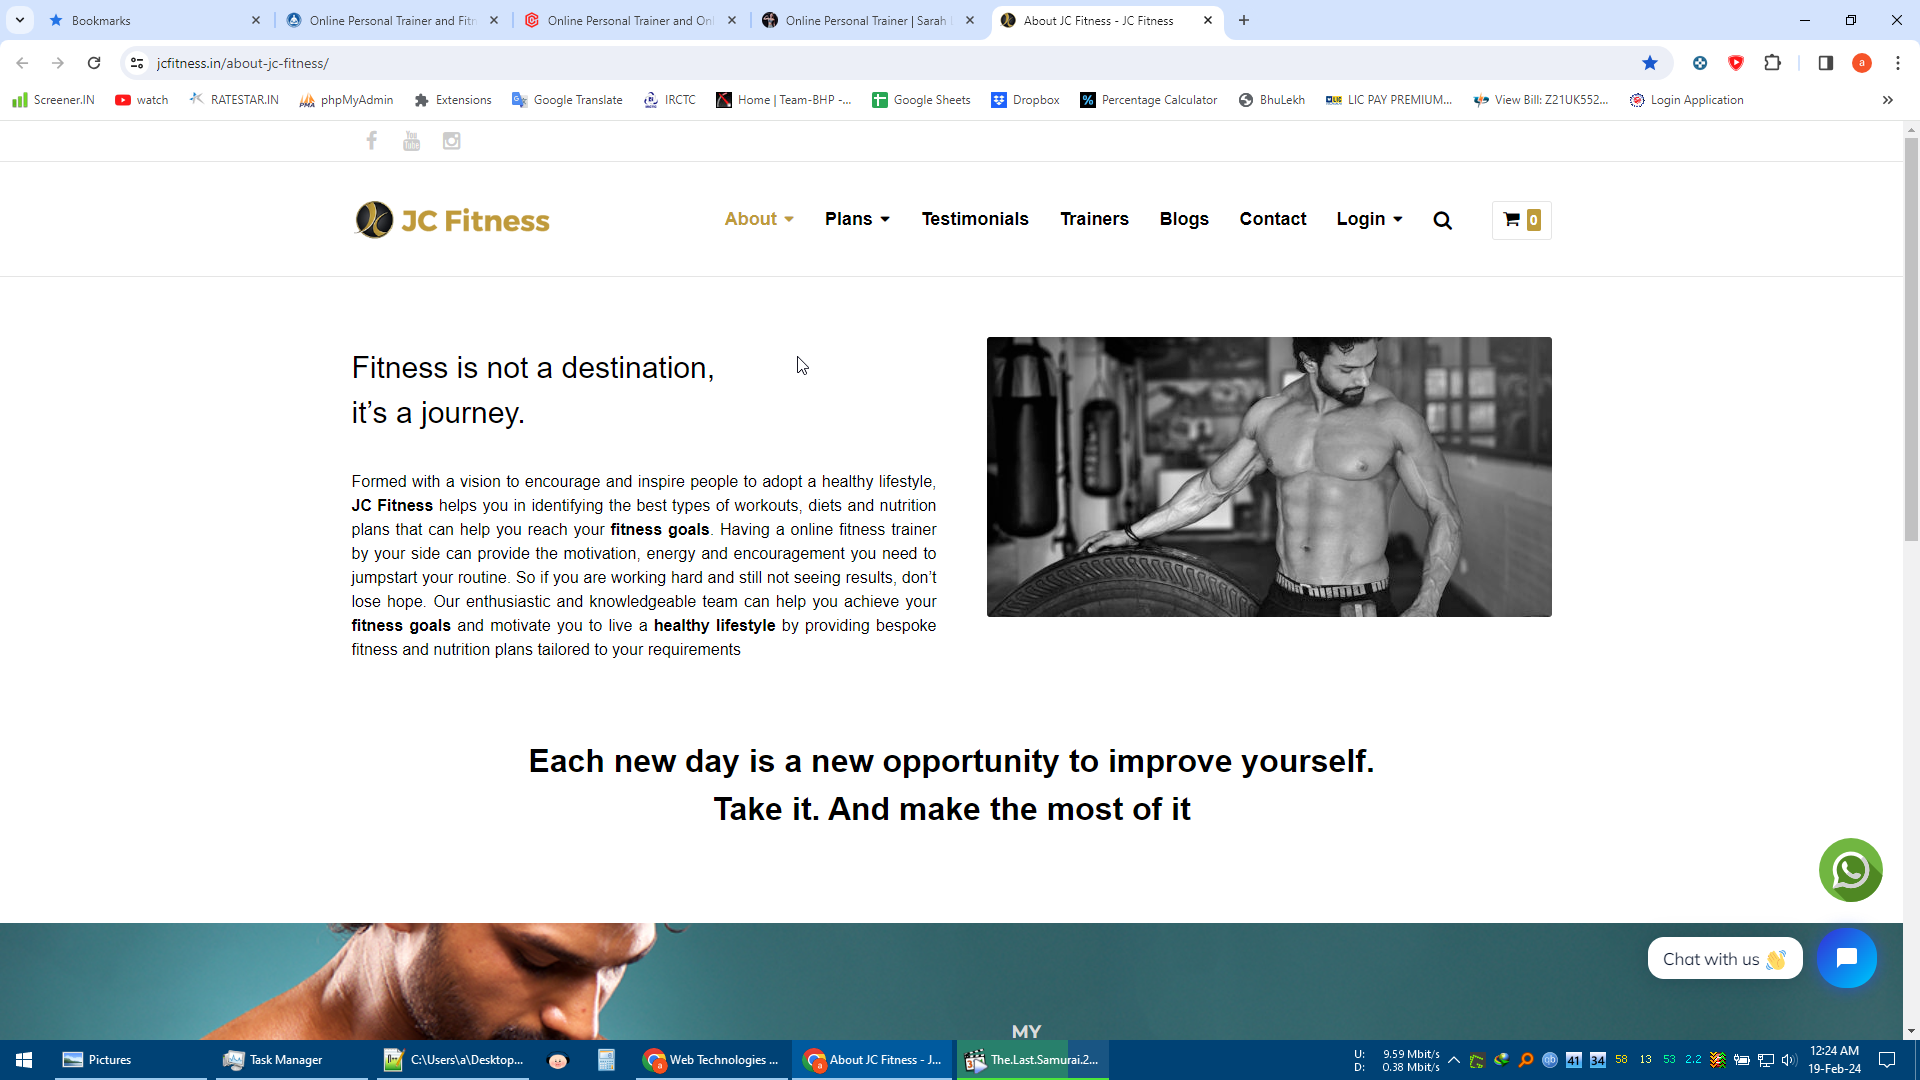 Bookmarks
Online Personal Trainer and Fitn
Online Personal Trainer and Onl
Online Personal Trainer | Sarah
About JC Fitness - JC Fitness
jcfitness.in/about-jc-fitness/
a
Screener.IN
watch
RATESTAR.IN
phpMyAdmin
Extensions
Google Translate
IRCTC
Home | Team-BHP -...
Google Sheets
Dropbox
Percentage Calculator
BhuLekh
LIC PAY PREMIUM...
View Bill: Z21UK552...
Login Application
You
Tube
JC Fitness
About
Plans
Testimonials
Trainers
Blogs
Contact
Login
0
Fitness is not a destination,
it’s a journey.
Formed with a vision to encourage and inspire people to adopt a healthy lifestyle,
JC Fitness helps you in identifying the best types of workouts, diets and nutrition
plans that can help you reach your fitness goals. Having a online fitness trainer
by your side can provide the motivation, energy and encouragement you need to
jumpstart your routine. So if you are working hard and still not seeing results, don’t
lose hope. Our enthusiastic and knowledgeable team can help you achieve your
fitness goals and motivate you to live a healthy lifestyle by providing bespoke
fitness and nutrition plans tailored to your requirements
Each new day is a new opportunity to improve yourself.
Take it. And make the most of it
Chat with us 👋
MY
Pictures
Task Manager
C:\Users\a\Desktop...
Web Technologies ...
About JC Fitness - J...
The.Last.Samurai.2...
U: 9.59 Mbit/s
D: 0.38 Mbit/s
41 34 58 13 53 2.2
12:24 AM
19-Feb-24